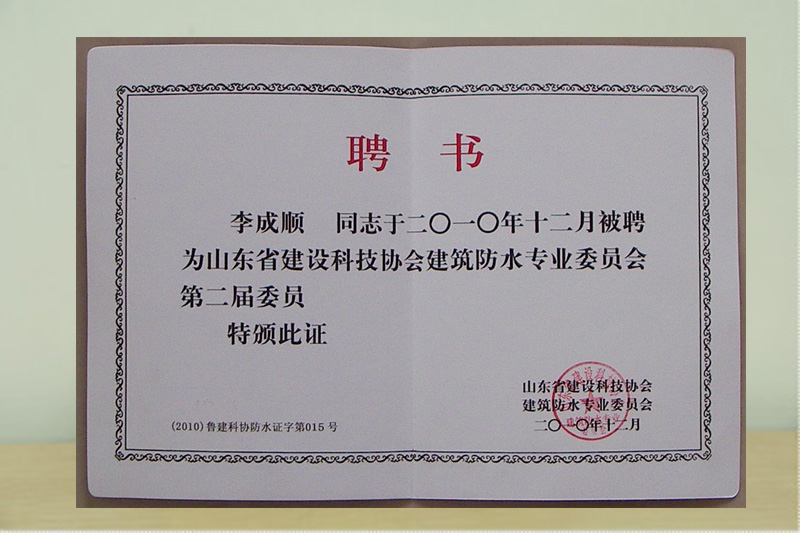 聘 书
李成顺 同志于二〇一〇年十二月被聘
为山东省建设科技协会建筑防水专业委员会
第二届委员
特颁此证
山东省建设科技协会
建筑防水专业委员会
二〇一〇年十二月
(2010)鲁建科协防水证字第015号